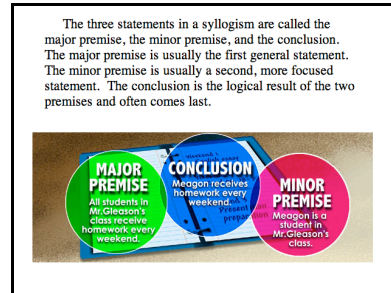 The three statements in a syllogism are called the
major premise, the minor premise, and the conclusion.
The major premise is usually the first general statement.
The minor premise is usually a second, more focused
statement. The conclusion is the logical result of the two
premises and often comes last.
MAJOR
PREMISE
All students in
Mr.Gleason's
class receive
homework every
weekend.
CONCLUSION
Meagon receives
homework every
weekend.
MINOR
PREMISE
Meagon is a
student in
Mr.Gleason's
class.